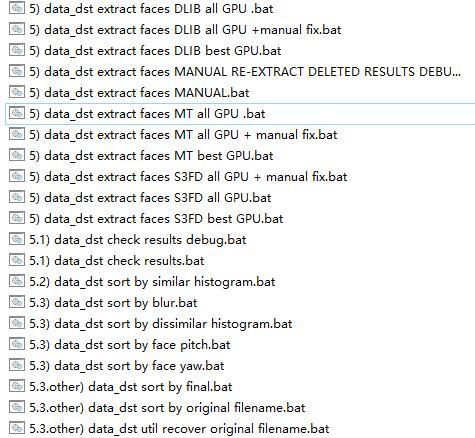 5) data_dst extract faces DLIB all GPU .bat
5) data_dst extract faces DLIB all GPU +manual fix.bat
5) data_dst extract faces DLIB best GPU.bat
5) data_dst extract faces MANUAL RE-EXTRACT DELETED RESULTS DEBU...
5) data_dst extract faces MANUAL.bat
5) data_dst extract faces MT all GPU .bat
5) data_dst extract faces MT all GPU + manual fix.bat
5) data_dst extract faces MT best GPU.bat
5) data_dst extract faces S3FD all GPU + manual fix.bat
5) data_dst extract faces S3FD all GPU.bat
5) data_dst extract faces S3FD best GPU.bat
5.1) data_dst check results debug.bat
5.1) data_dst check results.bat
5.2) data_dst sort by similar histogram.bat
5.3) data_dst sort by blur.bat
5.3) data_dst sort by dissimilar histogram.bat
5.3) data_dst sort by face pitch.bat
5.3) data_dst sort by face yaw.bat
5.3.other) data_dst sort by final.bat
5.3.other) data_dst sort by original filename.bat
5.3.other) data_dst util recover original filename.bat